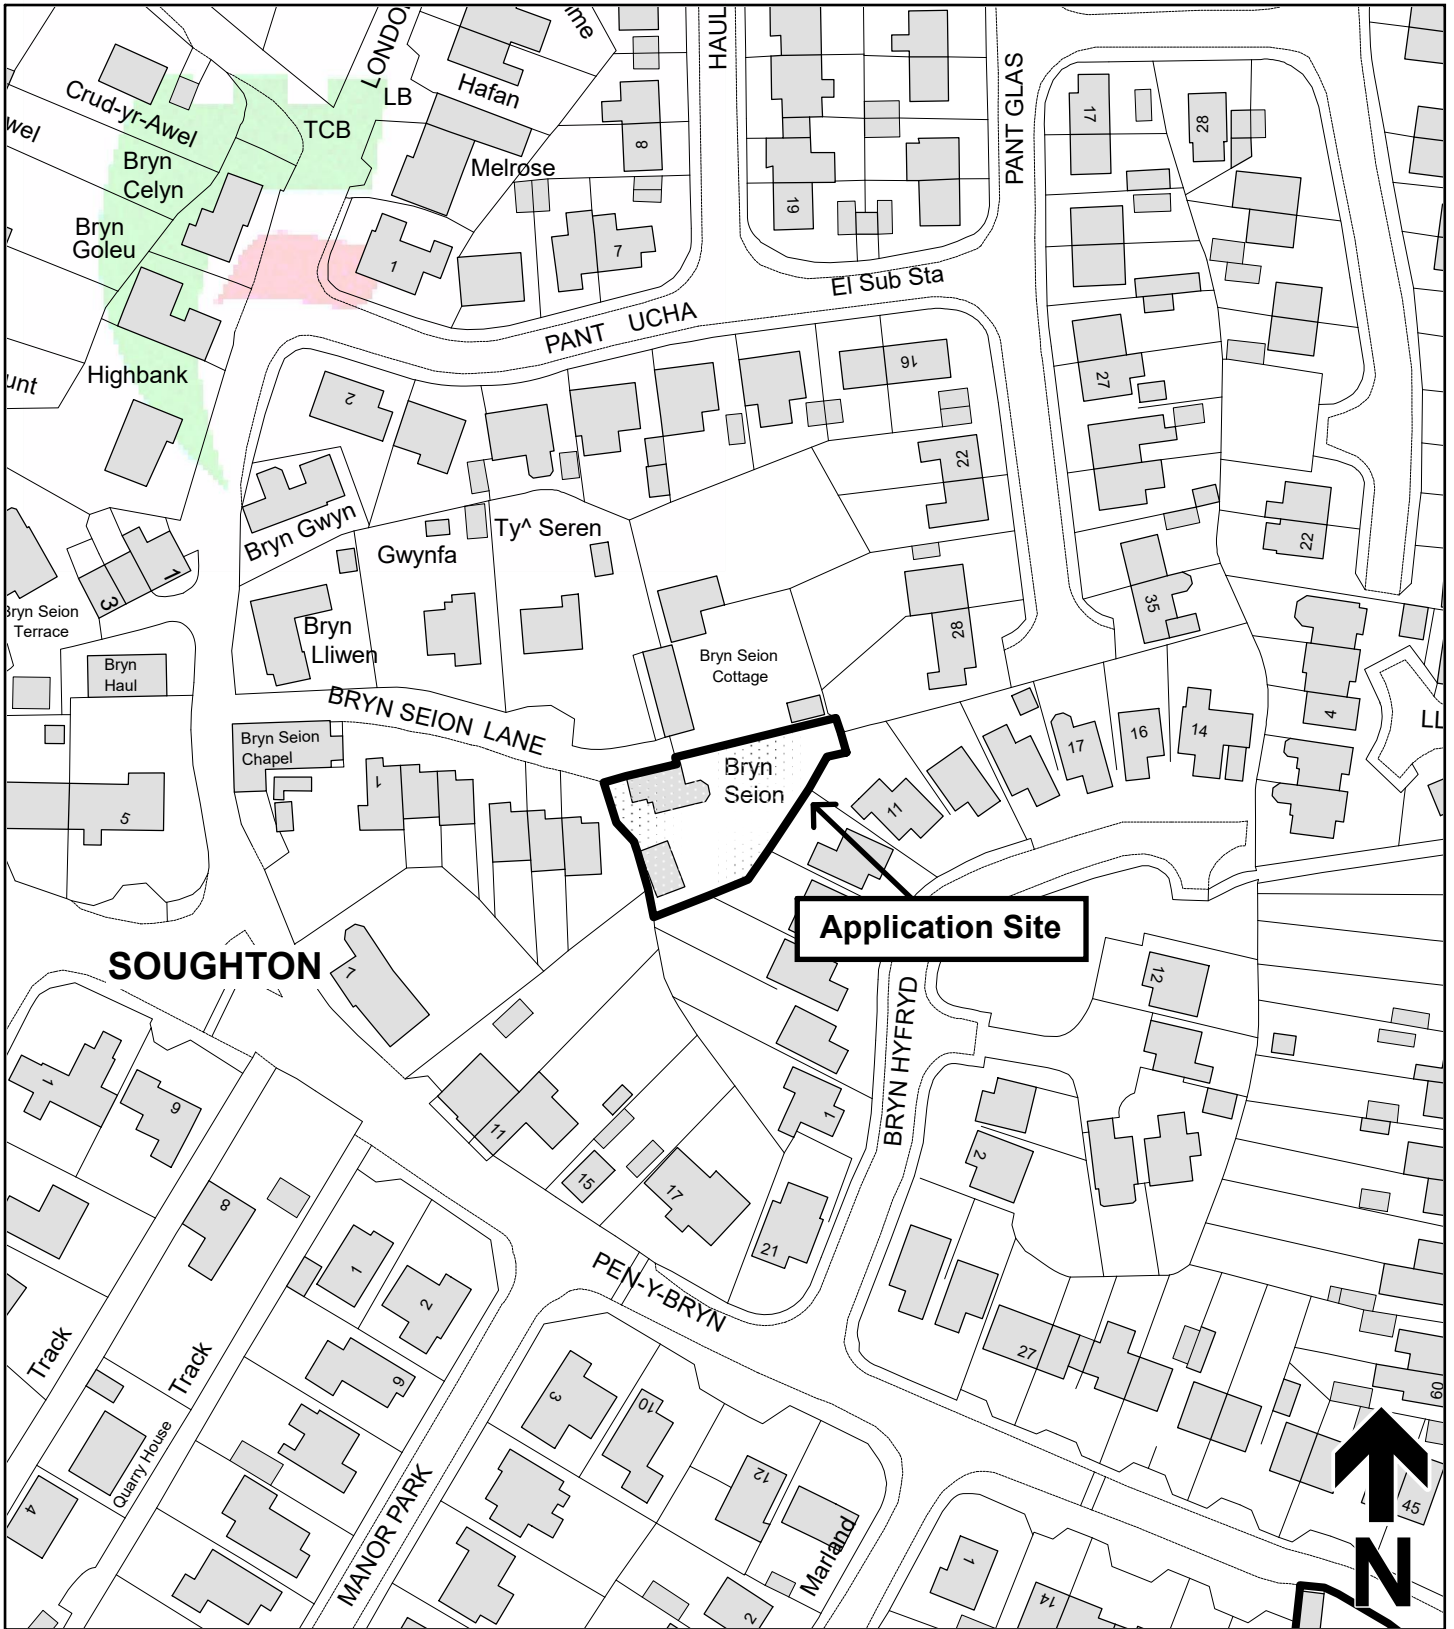 LONDO
HAUL
PANT GLAS
Crud-yr-Awel
Hafan
LB
TCB
17
28
wel
Bryn
Celyn
8
Melrose
19
Bryn
Goleu
1
7
El Sub Sta
PANT UCHA
Highbank
unt
16
27
2
22
Bryn Gwyn
Ty^ Seren
Gwynfa
22
1
3
Bryn Seion
Terrace
35
28
Bryn
Lliwen
Bryn Seion
Cottage
Bryn
Haul
4
LL
BRYN SEION LANE
Bryn Seion
Chapel
17
16
14
Bryn
Seion
1
11
5
Application Site
SOUGHTON
7
12
BRYN HYFRYD
1
9
1
11
2
15
17
8
21
1
2
PEN-Y-BRYN
27
Track
Track
6
3
10
60
Quarry House
MANOR PARK
12
4
45
Marland
1
N
2
14